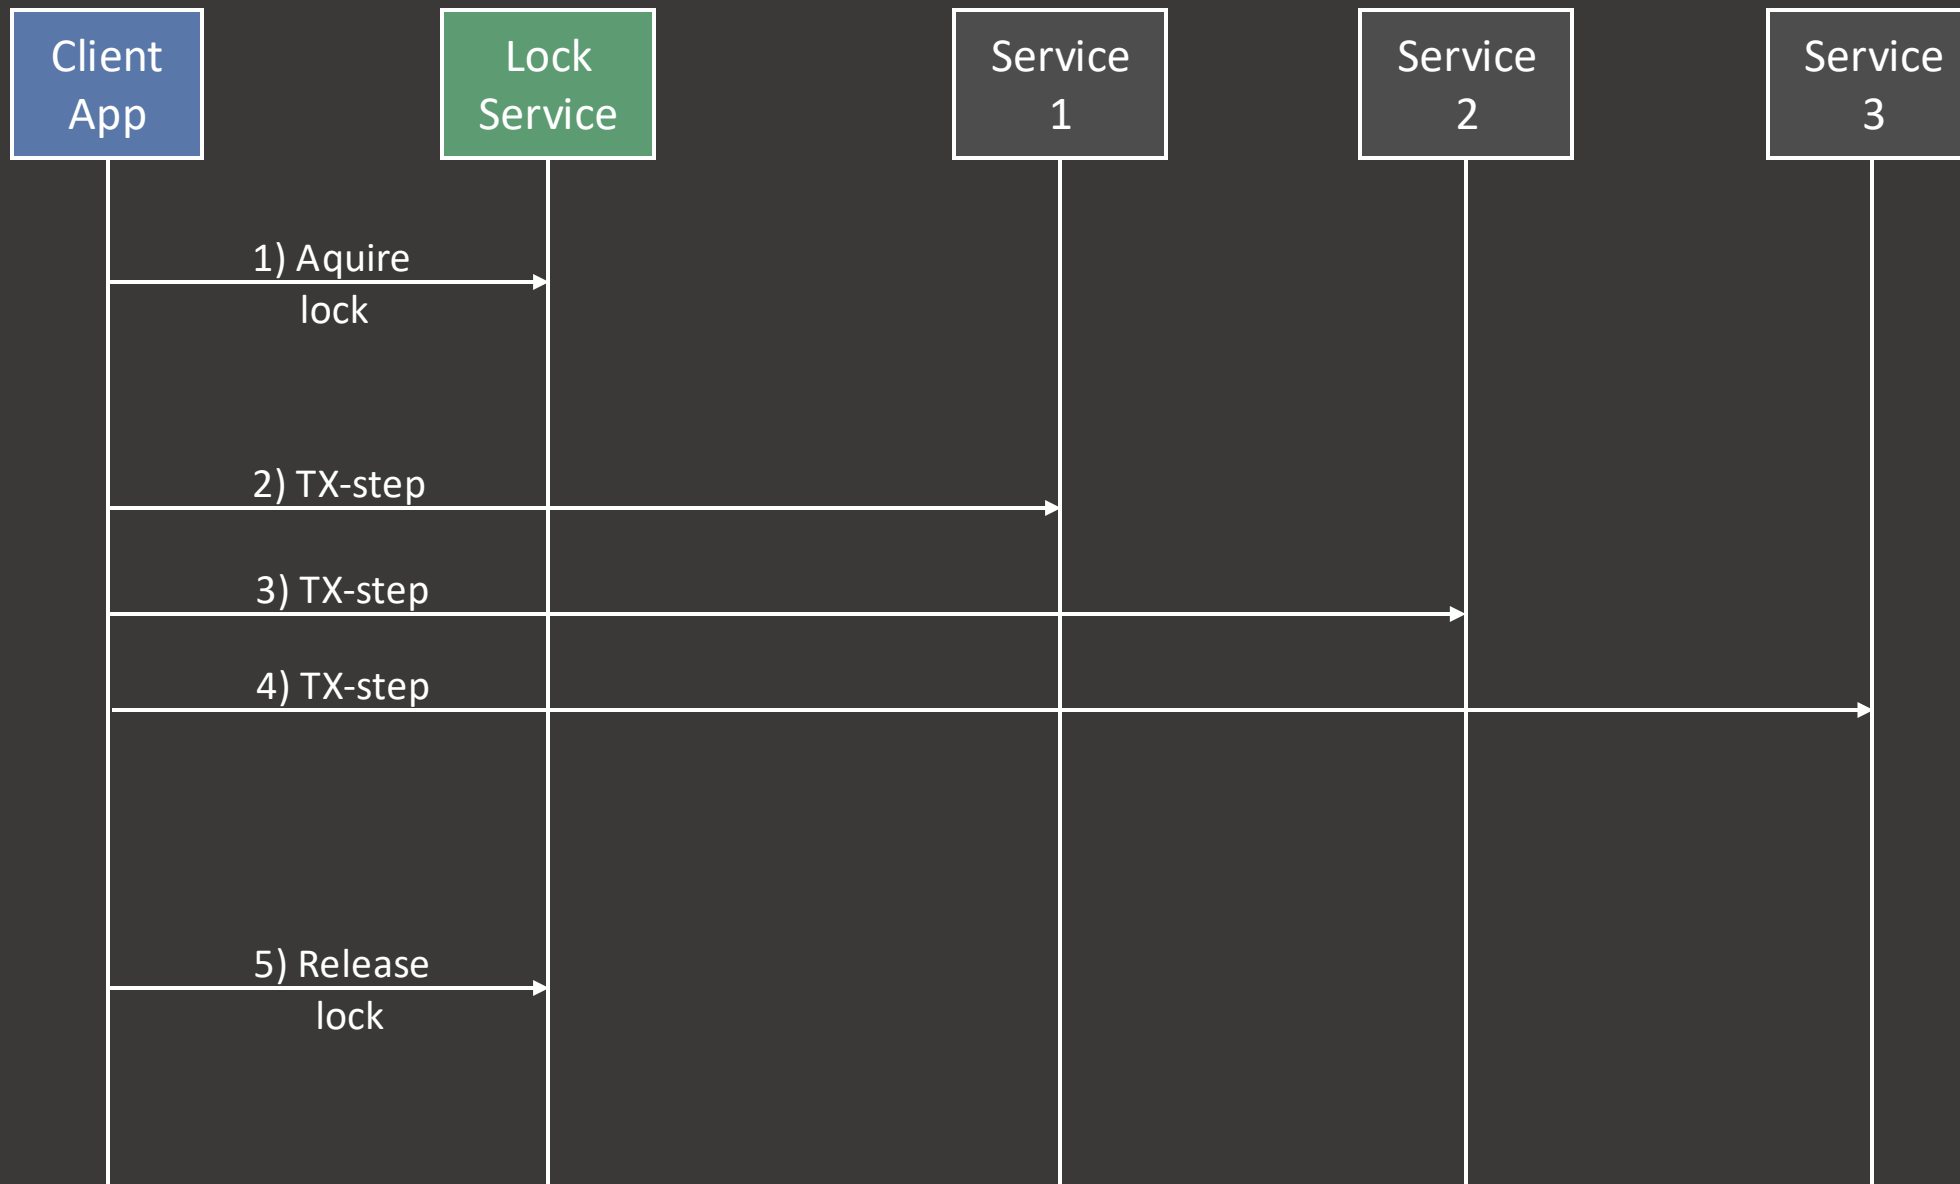 Client
App
Lock
Service
Service
1
Service
2
Service
3
1) Aquire
lock
2) TX-step
3) TX-step
4) TX-step
5) Release
lock